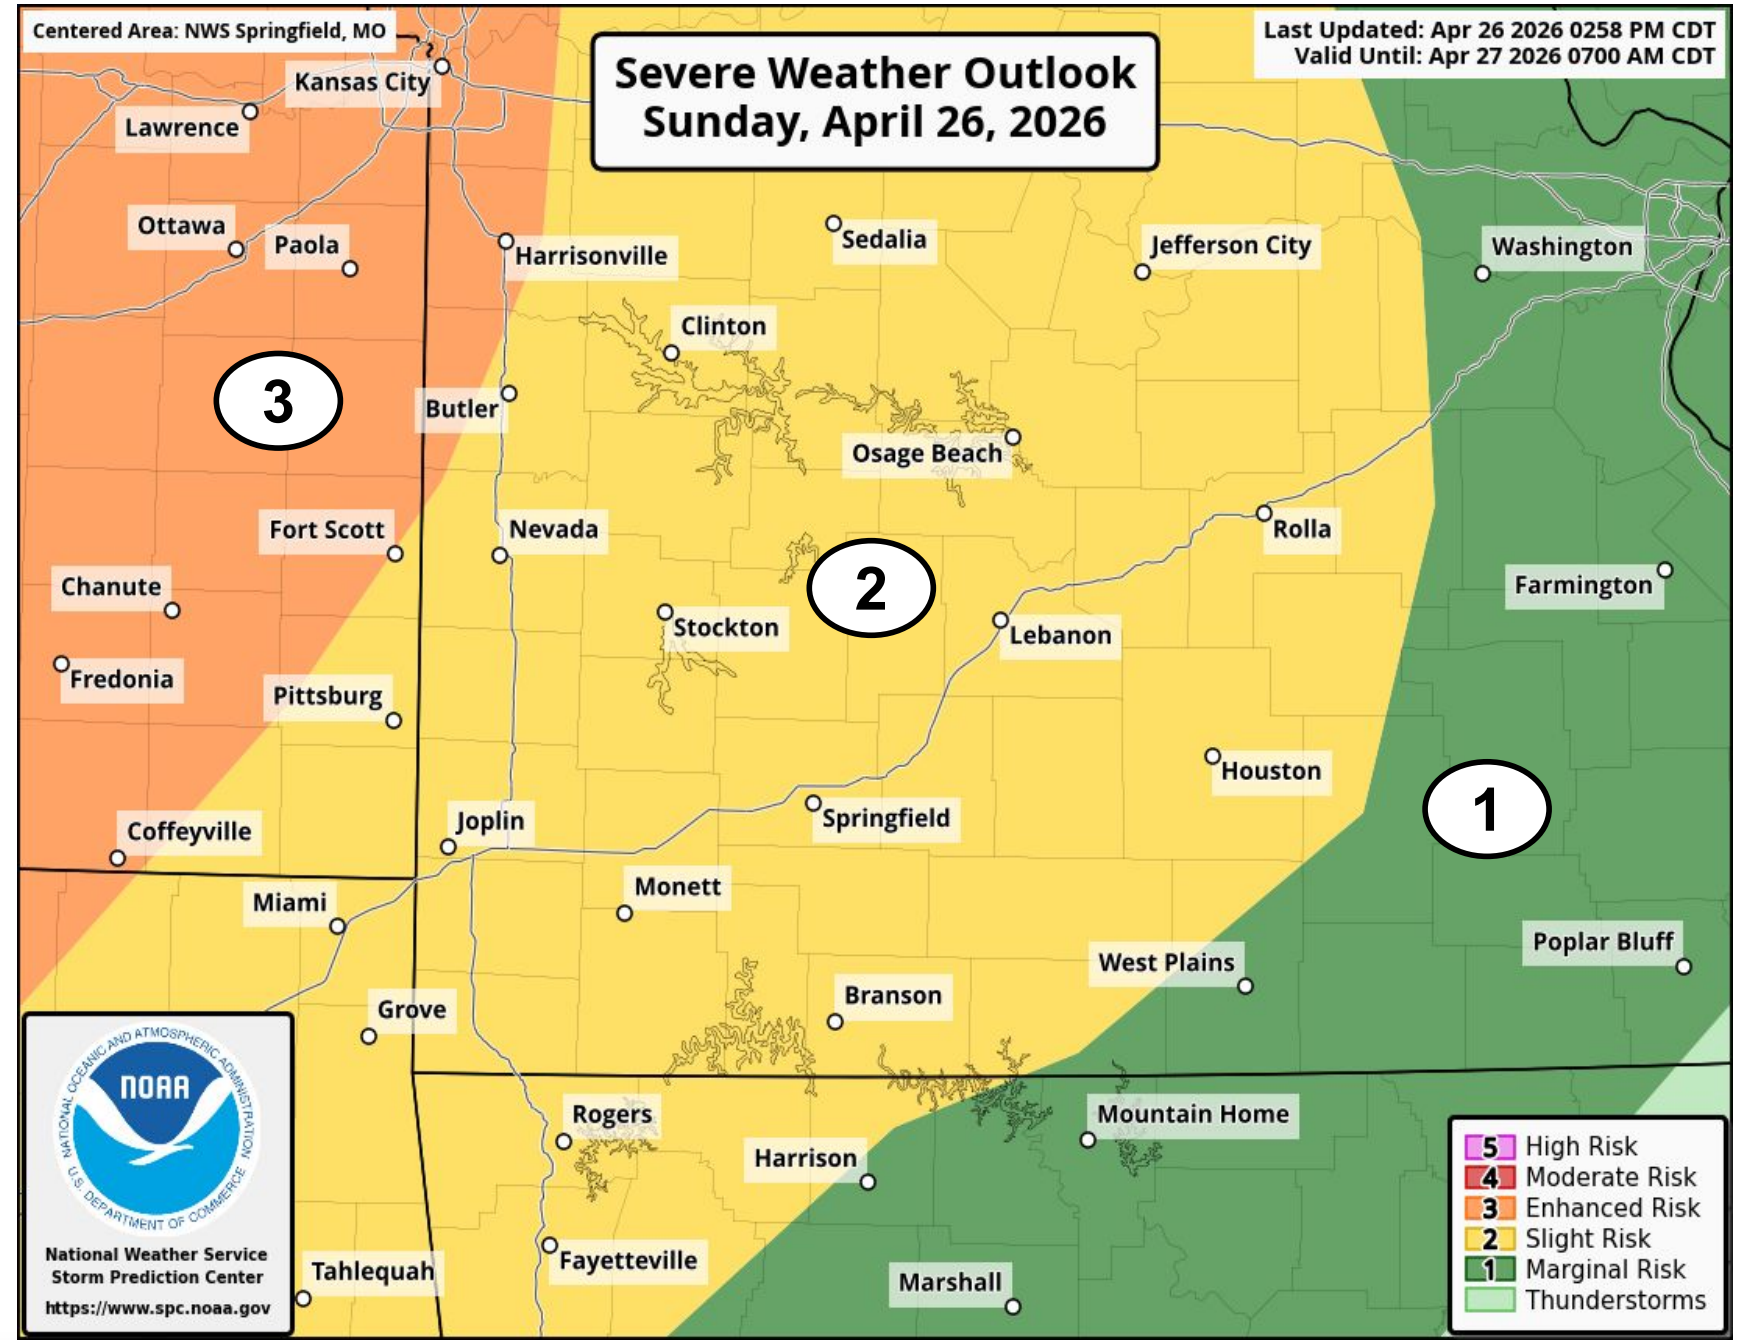 Centered Area: NWS Springfield, MO
Last Updated: Apr 26 2026 0258 PM CDT
Valid Until: Apr 27 2026 0700 AM CDT
Severe Weather Outlook
Sunday, April 26, 2026
Kansas City
Lawrence
Ottawa
Paola
Harrisonville
Sedalia
Jefferson City
Washington
Clinton
3
Butler
Osage Beach
Fort Scott
Nevada
Rolla
Chanute
2
Farmington
Stockton
Lebanon
Fredonia
Pittsburg
Houston
Coffeyville
Joplin
Springfield
1
Miami
Monett
Poplar Bluff
West Plains
Grove
Branson
Rogers
Mountain Home
Harrison
Fayetteville
Tahlequah
Marshall
NATIONAL OCEANIC AND ATMOSPHERIC ADMINISTRATION
NOAA
U.S. DEPARTMENT OF COMMERCE
National Weather Service
Storm Prediction Center
https://www.spc.noaa.gov
5 High Risk
4 Moderate Risk
3 Enhanced Risk
2 Slight Risk
1 Marginal Risk
Thunderstorms